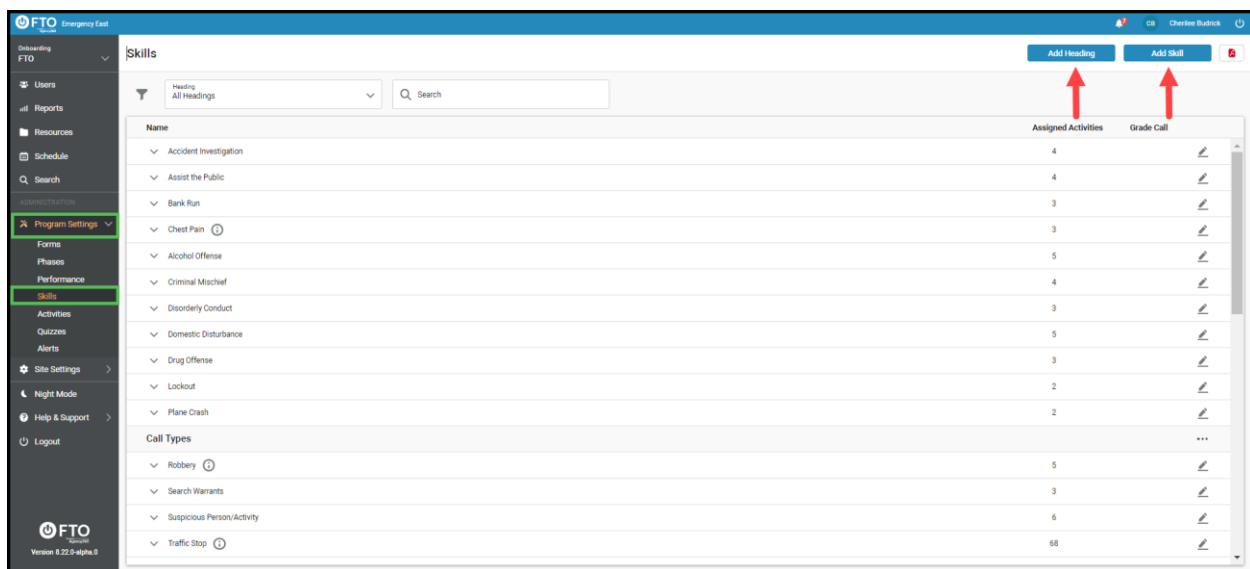 FTO Emergency East
2
CB Cherilee Budrick
Onboarding
FTO
Skills
Add Heading
Add Skill
Users
Reports
Resources
Schedule
Search
ADMINISTRATION
Program Settings
Forms
Phases
Performance
Skills
Activities
Quizzes
Alerts
Site Settings
Night Mode
Help & Support
Logout
FTO
Version 8.22.0-alpha.0
Heading
All Headings
Search
Name Assigned Activities Grade Call
Accident Investigation 4
Assist the Public 4
Bank Run 3
Chest Pain 3
Alcohol Offense 5
Criminal Mischief 4
Disorderly Conduct 3
Domestic Disturbance 5
Drug Offense 3
Lockout 2
Plane Crash 2
Call Types
Robbery 5
Search Warrants 3
Suspicious Person/Activity 6
Traffic Stop 68